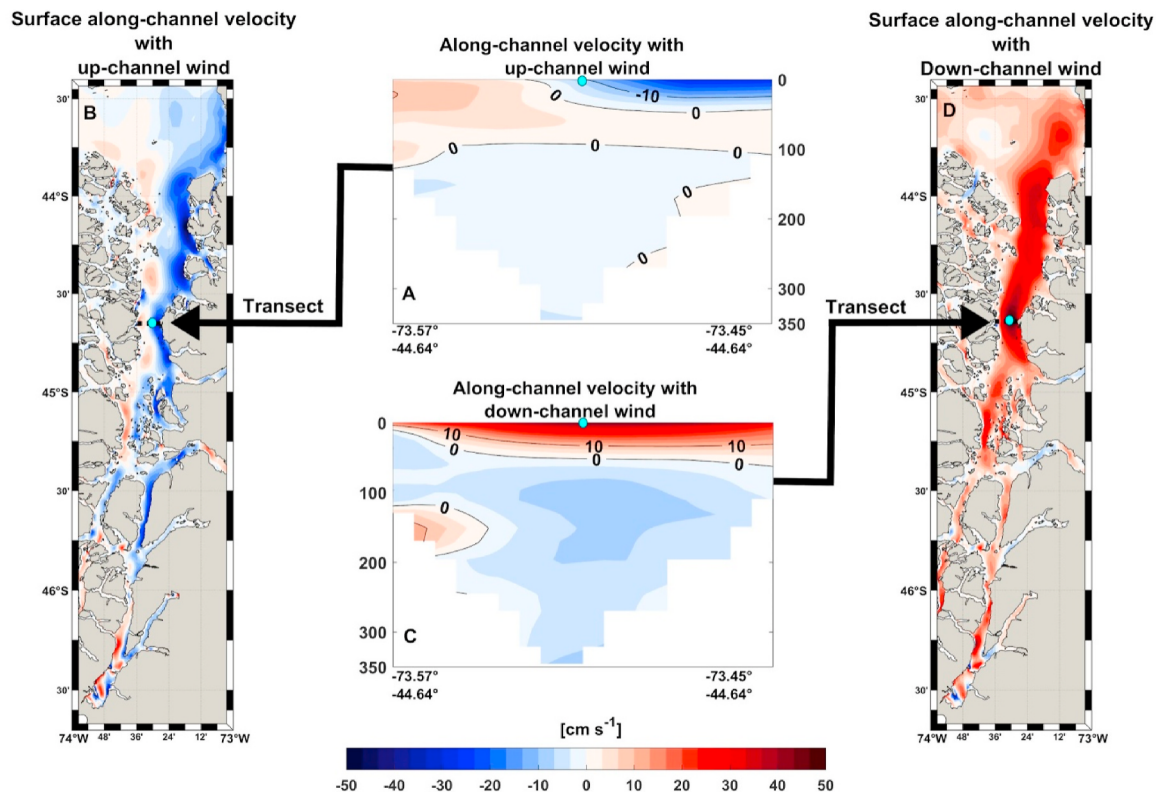 Surface along-channel velocity
with
up-channel wind
B
30'
44°S
30'
45°S
30'
46°S
30'
74°W 48' 36' 24' 12' 73°W
Transect
Along-channel velocity with
up-channel wind
0
-10
0
0
0
0
0
0
0
100
200
300
350
A
-73.57°
-44.64°
-73.45°
-44.64°
Along-channel velocity with
down-channel wind
0
100
200
300
350
10
0
10
0
10
0
0
C
-73.57°
-44.64°
-73.45°
-44.64°
Transect
Surface along-channel velocity
with
Down-channel wind
D
30'
44°S
30'
45°S
30'
46°S
30'
74°W 48' 36' 24' 12' 73°W
[cm s-1]
-50 -40 -30 -20 -10 0 10 20 30 40 50